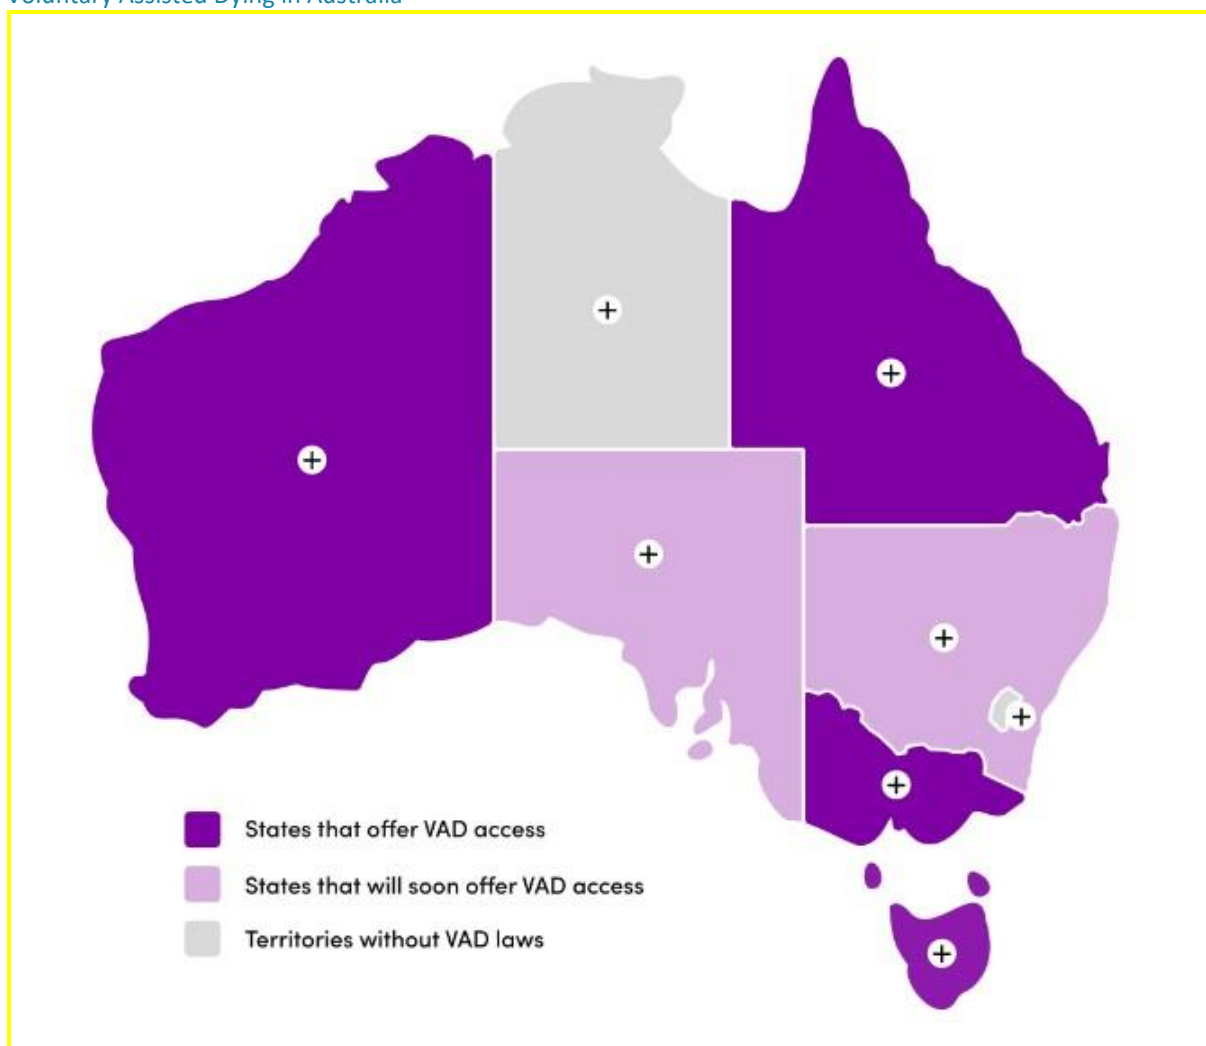 Voluntary Assisted Dying in Australia
States that offer VAD access
States that will soon offer VAD access
Territories without VAD laws